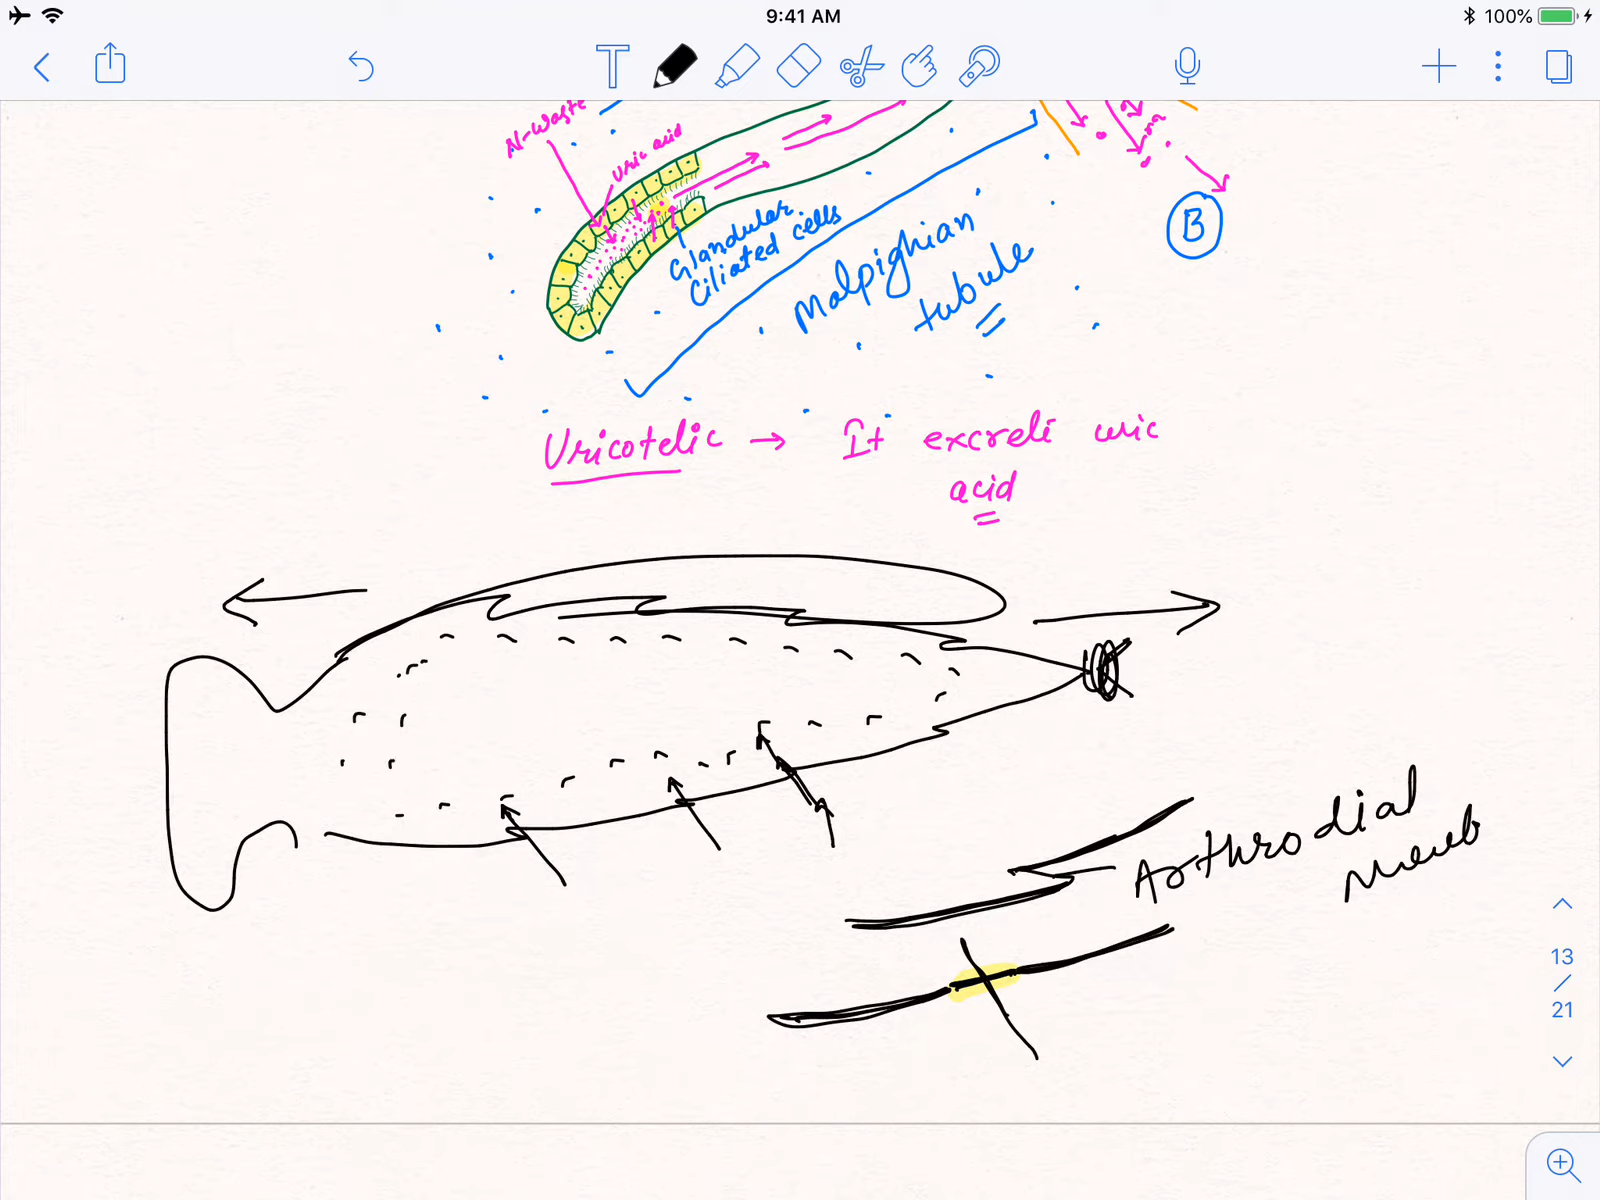 9:41 AM
100%
T
N-waste
Uric acid
Glandular
Ciliated cells
Malpighian
tubule
B
Uricotelic → It excreti uric
acid
Arthrodial
Memb
13
/
21